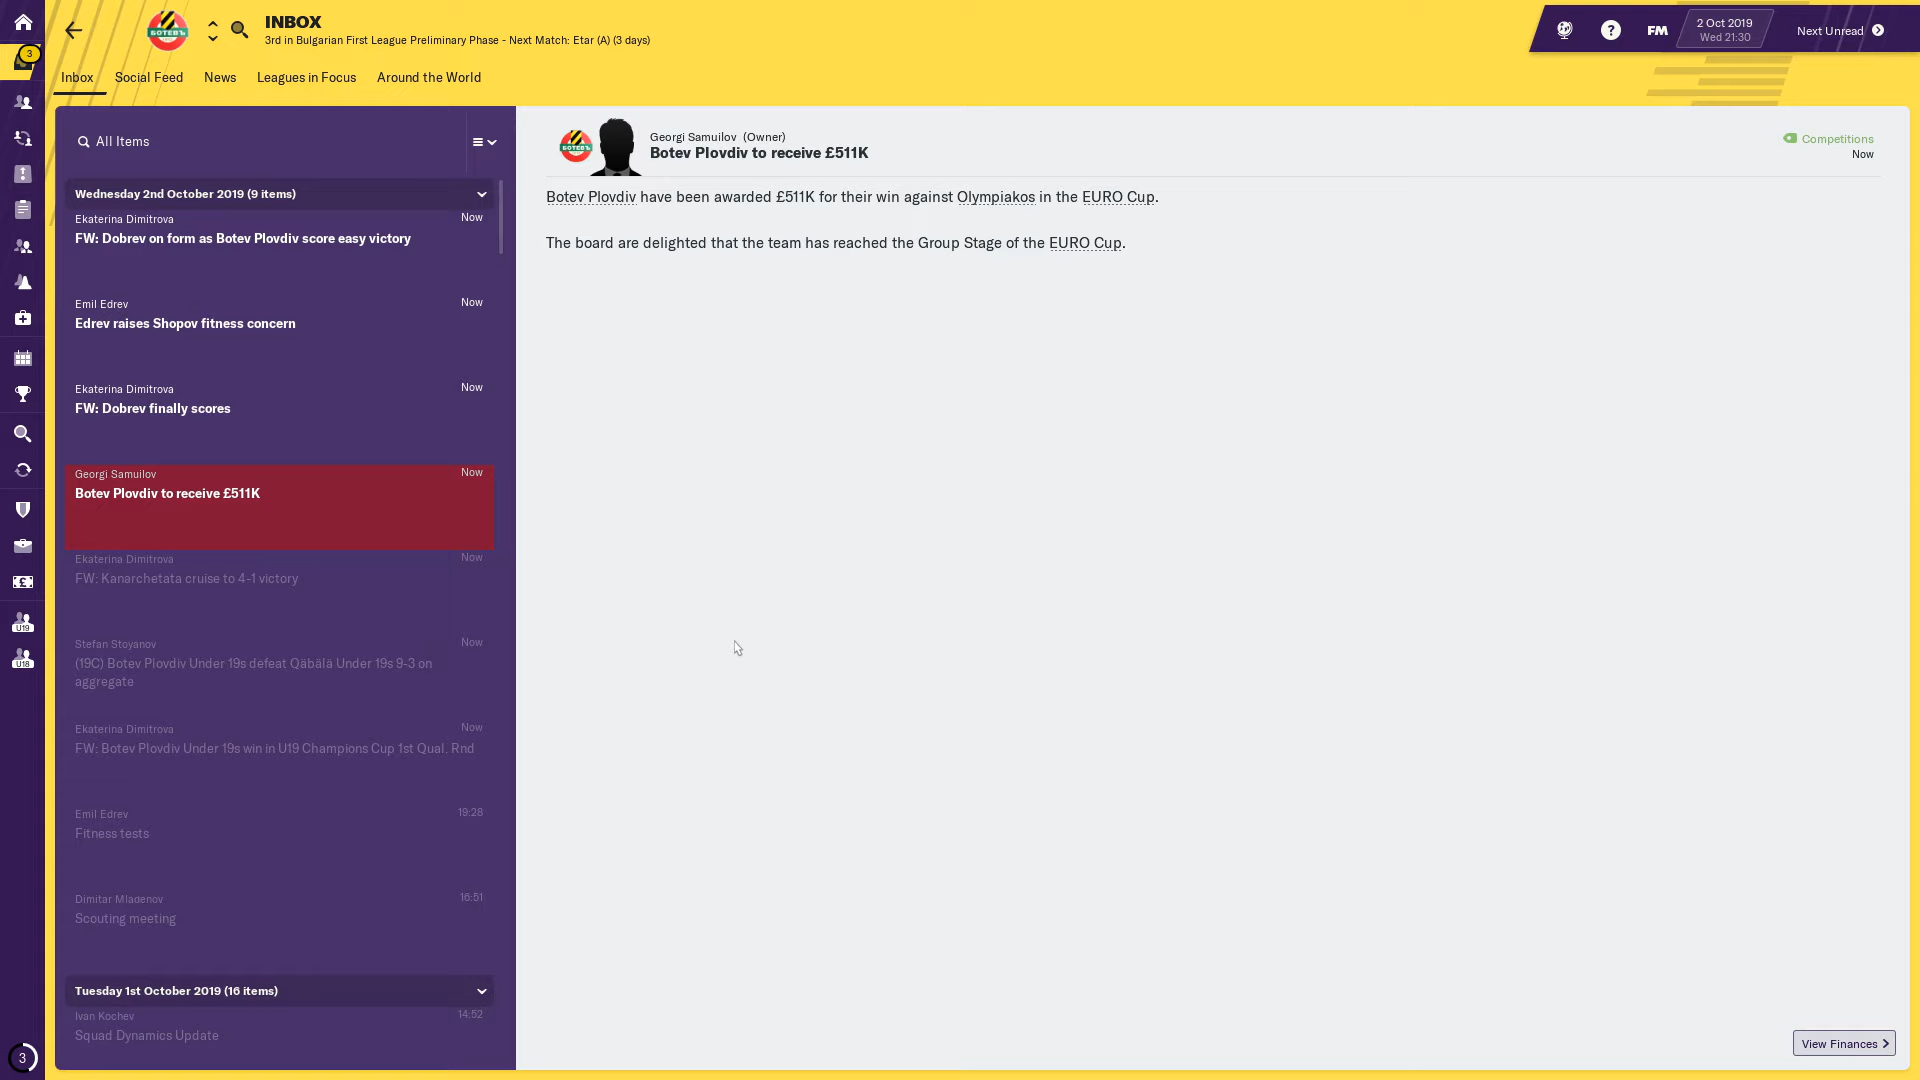 3
БОТЕВЪ
INBOX
3rd in Bulgarian First League Preliminary Phase - Next Match: Etar (A) (3 days)
?
FM
2 Oct 2019
Wed 21:30
Next Unread
Inbox
Social Feed
News
Leagues in Focus
Around the World
All Items
Wednesday 2nd October 2019 (9 items)
Ekaterina Dimitrova
Now
FW: Dobrev on form as Botev Plovdiv score easy victory
Emil Edrev
Now
Edrev raises Shopov fitness concern
Ekaterina Dimitrova
Now
FW: Dobrev finally scores
Georgi Samuilov
Now
Botev Plovdiv to receive £511K
Ekaterina Dimitrova
Now
FW: Kanarchetata cruise to 4-1 victory
Stefan Stoyanov
Now
(19C) Botev Plovdiv Under 19s defeat Qäbälä Under 19s 9-3 on
aggregate
Ekaterina Dimitrova
Now
FW: Botev Plovdiv Under 19s win in U19 Champions Cup 1st Qual. Rnd
Emil Edrev
19:28
Fitness tests
Dimitar Mladenov
16:51
Scouting meeting
Tuesday 1st October 2019 (16 items)
Ivan Kochev
14:52
Squad Dynamics Update
БОТЕВЪ
Georgi Samuilov (Owner)
Botev Plovdiv to receive £511K
Competitions
Now
Botev Plovdiv have been awarded £511K for their win against Olympiakos in the EURO Cup.
The board are delighted that the team has reached the Group Stage of the EURO Cup.
View Finances
£
U19
U18
3